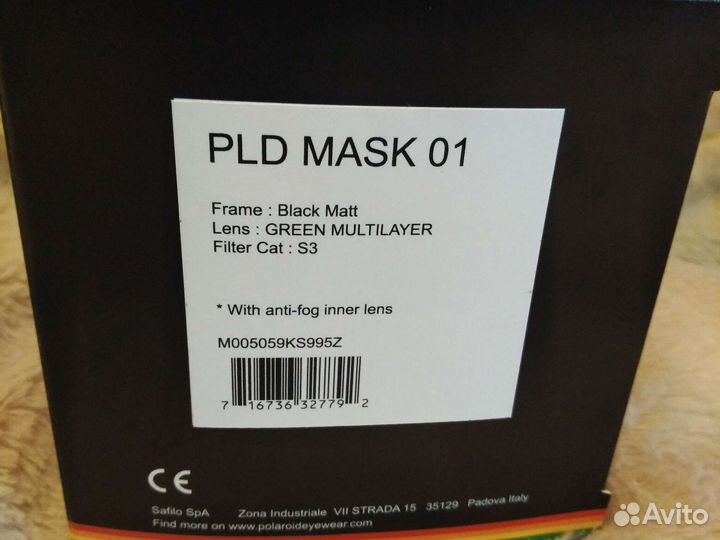 PLD MASK 01
Frame : Black Matt
Lens : GREEN MULTILAYER
Filter Cat : S3
* With anti-fog inner lens
M005059KS995Z
7 16736 32779 2
CE
Safilo SpA Zona Industriale VII STRADA 15 35129 Padova Italy
Find more on www.polaroideyewear.com
Avito